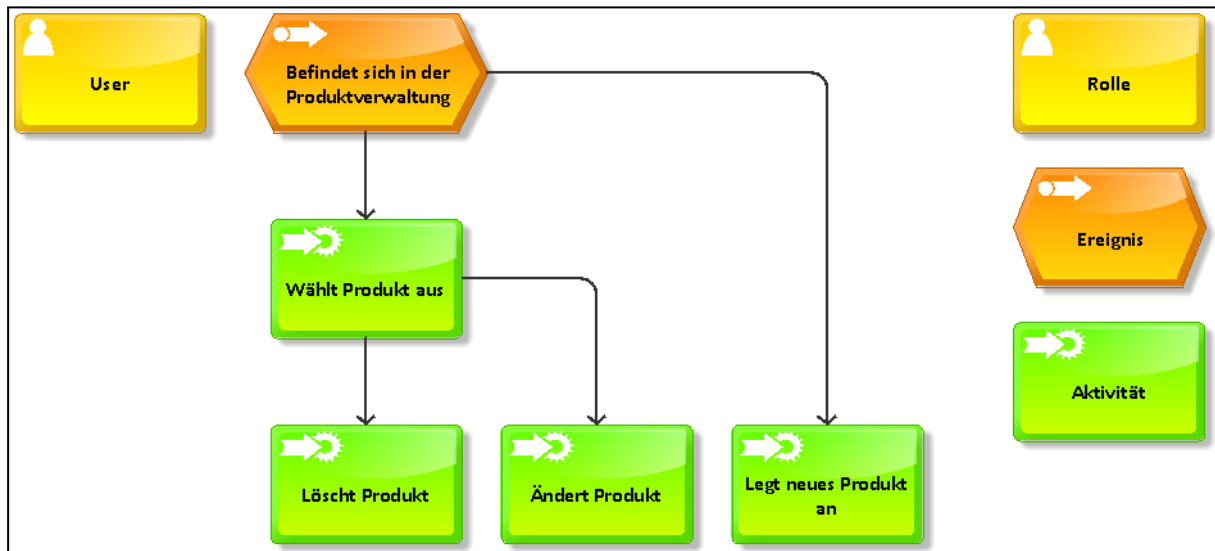 User
Befindet sich in der
Produktverwaltung
Rolle
Ereignis
Wählt Produkt aus
Aktivität
Löscht Produkt
Ändert Produkt
Legt neues Produkt
an